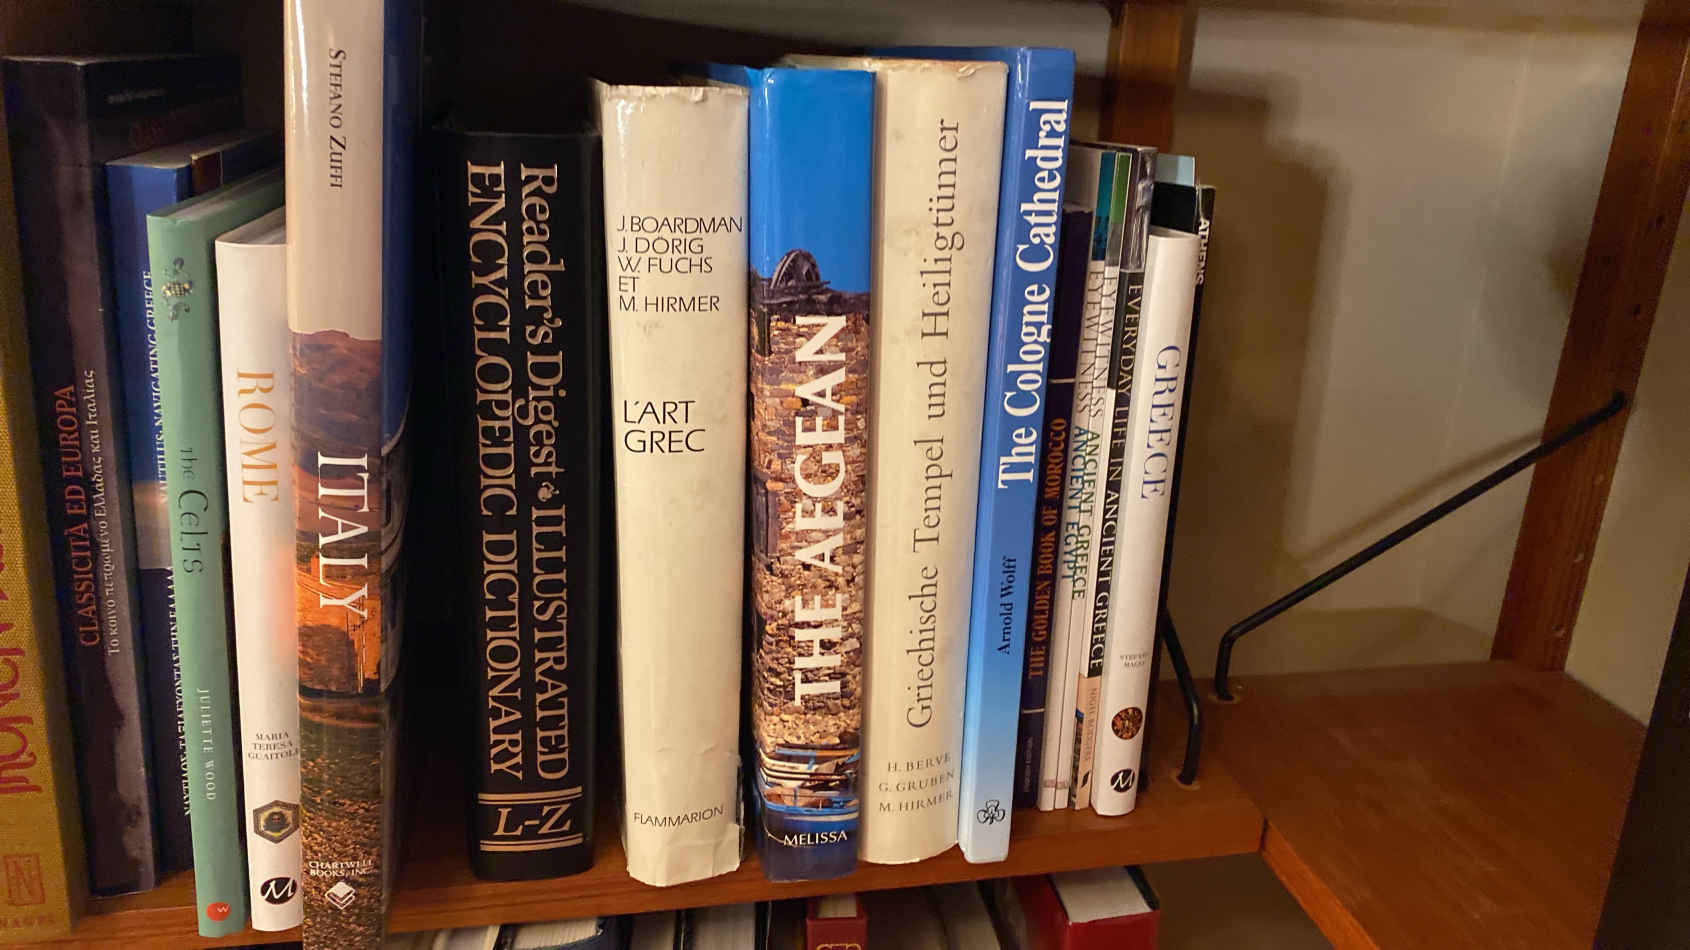 CLASSICITÀ ED EUROPA
Το κοινό πεπρωμένο Ελλάδας και Ιταλίας
NAUTILUS: NAVIGATING GREECE
the Celts
JULIETTE WOOD
ROME
MARIA
TERESA
GUAITOLI
M
STEFANO ZUFFI
ITALY
CHARTWELL
BOOKS, INC.
Reader's Digest ILLUSTRATED
ENCYCLOPEDIC DICTIONARY
L-Z
J. BOARDMAN
J. DÖRIG
W. FUCHS
ET
M. HIRMER
L'ART
GREC
FLAMMARION
THE AEGEAN
MELISSA
Griechische Tempel und Heiligtümer
H. BERVE
G. GRUBEN
M. HIRMER
The Cologne Cathedral
Arnold Wolff
THE GOLDEN BOOK OF MOROCCO
EYEWITNESS ANCIENT EGYPT
EYEWITNESS ANCIENT GREECE
EVERYDAY LIFE IN ANCIENT GREECE
GREECE
M
ATHENS